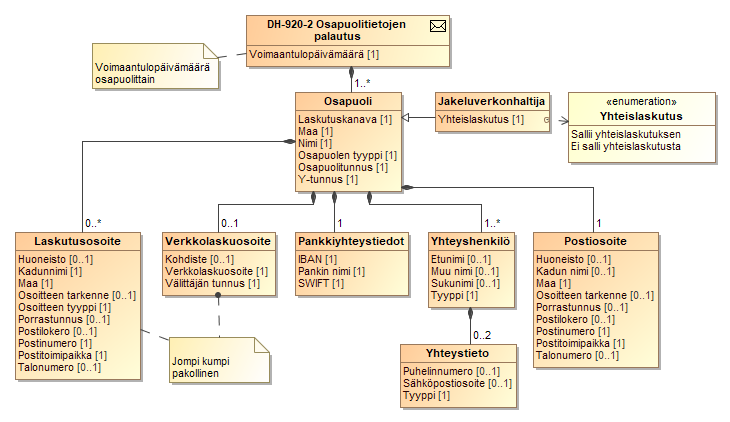 DH-920-2 Osapuolitietojen
palautus
Voimaantulopäivämäärä [1]
Voimaantulopäivämäärä
osapuolittain
1..*
Osapuoli
Laskutuskanava [1]
Maa [1]
Nimi [1]
Osapuolen tyyppi [1]
Osapuolitunnus [1]
Y-tunnus [1]
Jakeluverkonhaltija
Yhteislaskutus [1]
«enumeration»
Yhteislaskutus
Sallii yhteislaskutuksen
Ei salli yhteislaskutusta
0..*
0..1
1
1..*
1
Laskutusosoite
Huoneisto [0..1]
Kadunnimi [1]
Maa [1]
Osoitteen tarkenne [0..1]
Osoitteen tyyppi [1]
Porrastunnus [0..1]
Postilokero [0..1]
Postinumero [1]
Postitoimipaikka [1]
Talonumero [0..1]
Verkkolaskuosoite
Kohdiste [0..1]
Verkkolaskuosoite [1]
Välittäjän tunnus [1]
Pankkiyhteystiedot
IBAN [1]
Pankin nimi [1]
SWIFT [1]
Yhteyshenkilö
Etunimi [0..1]
Muu nimi [0..1]
Sukunimi [0..1]
Tyyppi [1]
Postiosoite
Huoneisto [0..1]
Kadun nimi [0..1]
Maa [1]
Osoitteen tarkenne [0..1]
Porrastunnus [0..1]
Postilokero [0..1]
Postinumero [1]
Postitoimipaikka [1]
Talonumero [0..1]
Jompi kumpi
pakollinen
0..2
Yhteystieto
Puhelinnumero [0..1]
Sähköpostiosoite [0..1]
Tyyppi [1]